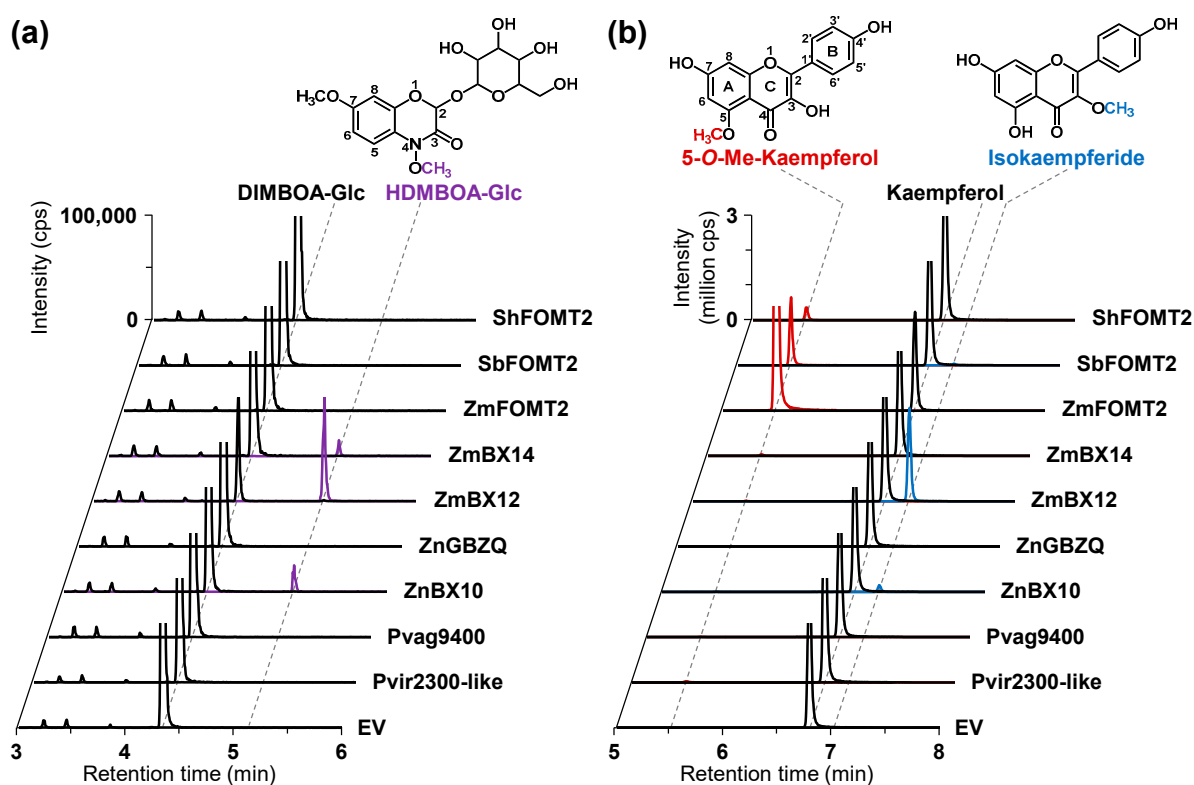 (a)
OH
OH
OH
OH
H₃CO
7
8
O
1
O
O
2
6
5
4
N
3
O
OCH₃
DIMBOA-Glc
HDMBOA-Glc
Intensity (cps)
100,000
0
ShFOMT2
SbFOMT2
ZmFOMT2
ZmBX14
ZmBX12
ZnGBZQ
ZnBX10
Pvag9400
Pvir2300-like
EV
3 4 5 6
Retention time (min)
(b)
3'
OH
2'
4'
B
HO
7
8
O
1
1'
5'
A
C
2
6'
6
5
4
3
OH
O
H₃CO
5-O-Me-Kaempferol
OH
HO
O
OCH₃
OH
O
Isokaempferide
Kaempferol
Intensity
(million cps)
3
0
ShFOMT2
SbFOMT2
ZmFOMT2
ZmBX14
ZmBX12
ZnGBZQ
ZnBX10
Pvag9400
Pvir2300-like
EV
5 6 7 8
Retention time (min)